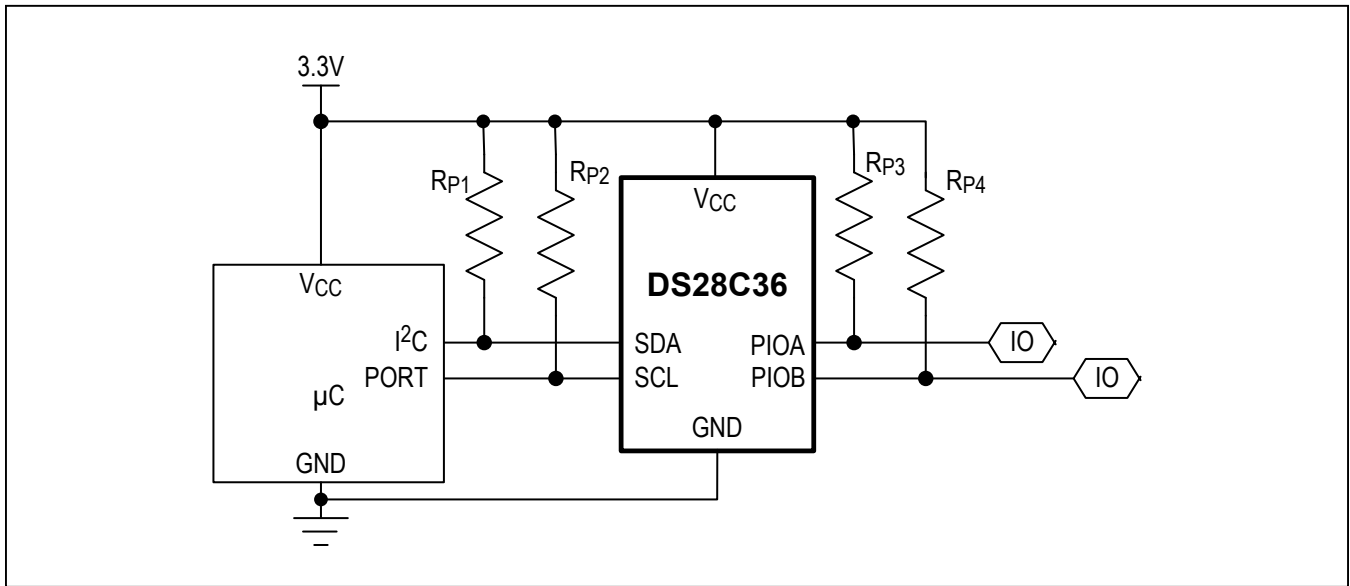 3.3V
RP1
RP2
RP3
RP4
VCC
DS28C36
VCC
I2C
PORT
µC
GND
SDA
SCL
PIOA
PIOB
GND
IO
IO